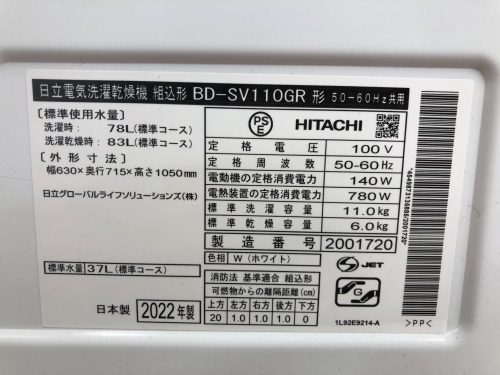 日立電気洗濯乾燥機 組込形 BD-SV110GR 形 50-60Hz共用
〔標準使用水量〕
洗濯時： 78L(標準コース)
洗濯乾燥時： 83L(標準コース)
〔外形寸法〕
幅630×奥行715×高さ1050mm
日立グローバルライフソリューションズ(株)
標準水量 37L(標準コース)
日本製 2022年製
PS
E
HITACHI
定格電圧 100V
定格周波数 50-60Hz
電動機の定格消費電力 140W
電熱装置の定格消費電力 780W
標準洗濯容量 11.0kg
標準乾燥容量 6.0kg
製造番号 2001720
色相 W(ホワイト)
S JET
消防法 基準適合 組込形
可燃物からの離隔距離(cm)
上方 左方 右方 後方 下方
20 1.0 1.0 1.0 0
G
1L92E9214-A
>PP<